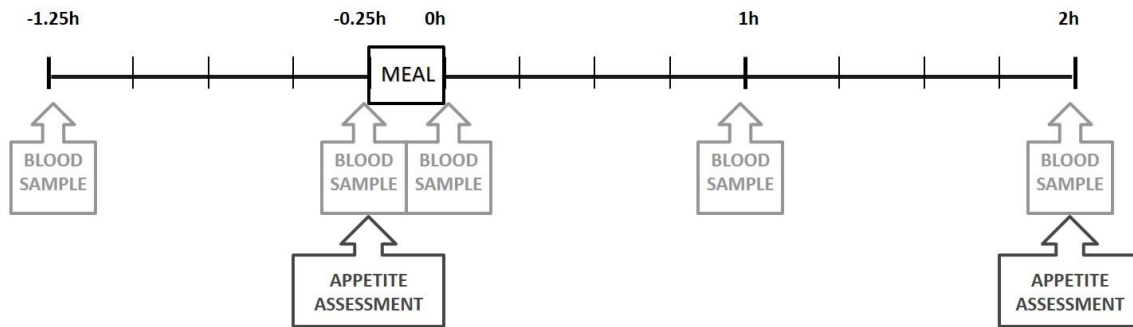 -1.25h
-0.25h
0h
1h
2h
MEAL
BLOOD
SAMPLE
BLOOD
SAMPLE
BLOOD
SAMPLE
BLOOD
SAMPLE
BLOOD
SAMPLE
APPETITE
ASSESSMENT
APPETITE
ASSESSMENT